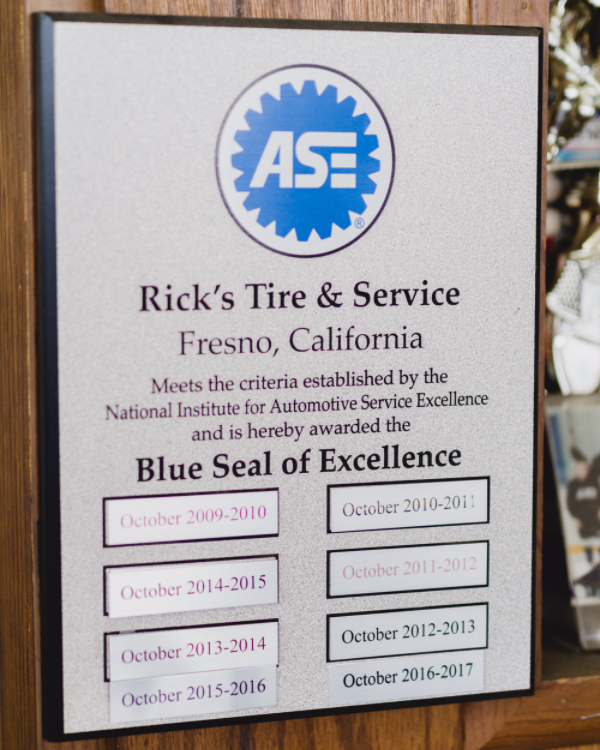 ASE
®
Rick's Tire & Service
Fresno, California
Meets the criteria established by the
National Institute for Automotive Service Excellence
and is hereby awarded the
Blue Seal of Excellence
October 2009-2010
October 2010-2011
October 2014-2015
October 2011-2012
October 2013-2014
October 2012-2013
October 2015-2016
October 2016-2017